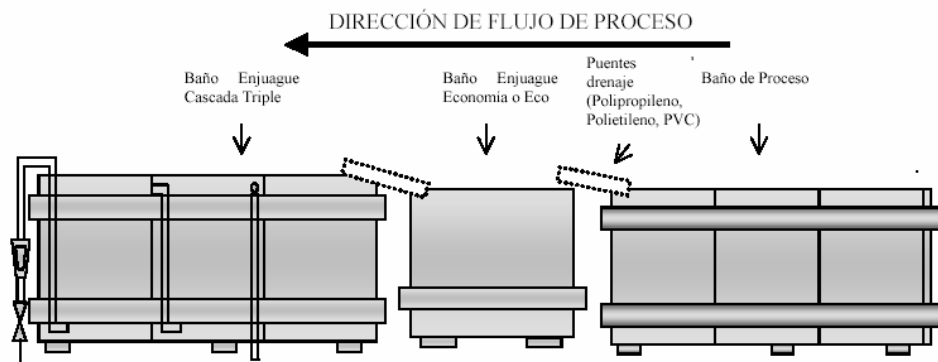 DIRECCIÓN DE FLUJO DE PROCESO
Baño Enjuague
Cascada Triple
Baño Enjuague
Economía o Eco
Puentes
drenaje
(Polipropileno,
Polietileno, PVC)
Baño de Proceso